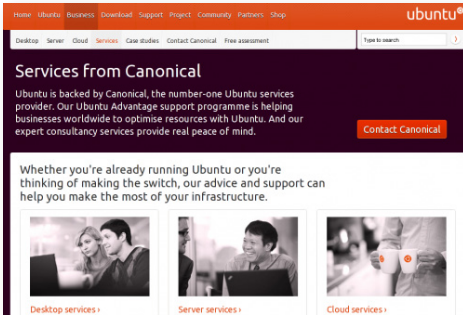 Home Ubuntu Business Download Support Project Community Partners Shop
ubuntu®
Desktop Server Cloud Services Case studies Contact Canonical Free assessment
Type to search
Services from Canonical
Ubuntu is backed by Canonical, the number-one Ubuntu services
provider. Our Ubuntu Advantage support programme is helping
businesses worldwide to optimise resources with Ubuntu. And our
expert consultancy services provide real peace of mind.
Contact Canonical
Whether you're already running Ubuntu or you're
thinking of making the switch, our advice and support can
help you make the most of your infrastructure.
Desktop services ›
Server services ›
Cloud services ›